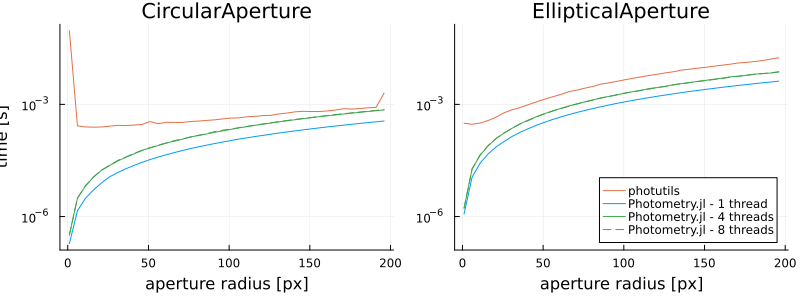 CircularAperture
EllipticalAperture
time [s]
10⁻³
10⁻⁶
0
50
100
150
200
aperture radius [px]
10⁻³
10⁻⁶
0
50
100
150
200
aperture radius [px]
photutils
Photometry.jl - 1 thread
Photometry.jl - 4 threads
Photometry.jl - 8 threads